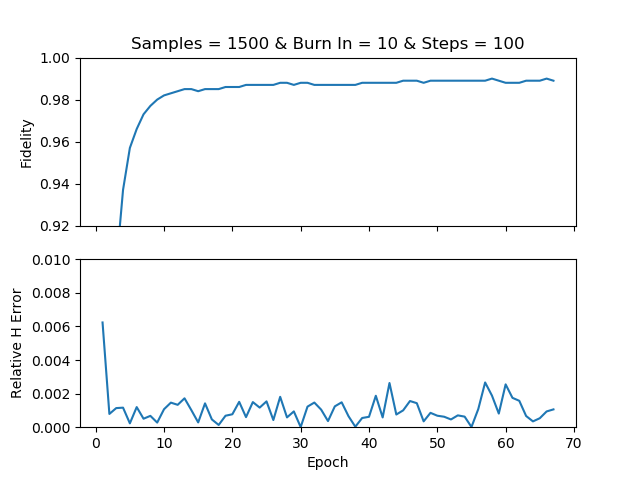 Samples = 1500 & Burn In = 10 & Steps = 100
1.00
0.98
0.96
0.94
0.92
Fidelity
0.010
0.008
0.006
0.004
0.002
0.000
Relative H Error
0 10 20 30 40 50 60 70
Epoch